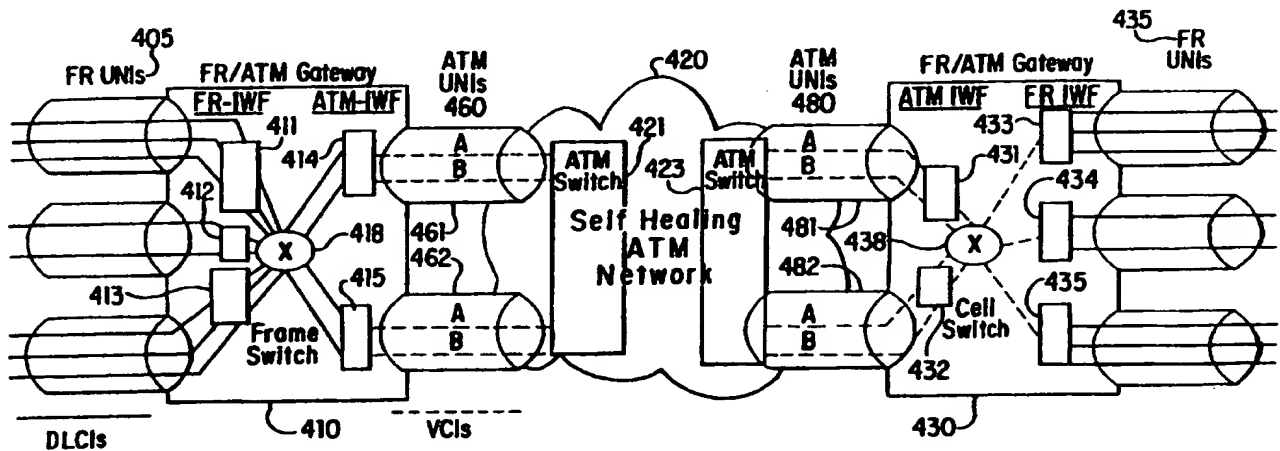 405
FR UNIs
FR/ATM Gateway
FR-IWF
ATM-IWF
411
412
413
414
415
X
418
Frame
Switch
410
DLCIs
ATM
UNIs
460
A
B
461
462
A
B
VCIs
420
421
ATM
Switch
423
ATM
Switch
Self Healing
ATM
Network
ATM
UNIs
480
A
B
481
438
482
A
B
FR/ATM Gateway
ATM IWF
FR IWF
431
433
434
X
435
Cell
Switch
432
430
435
FR
UNIs